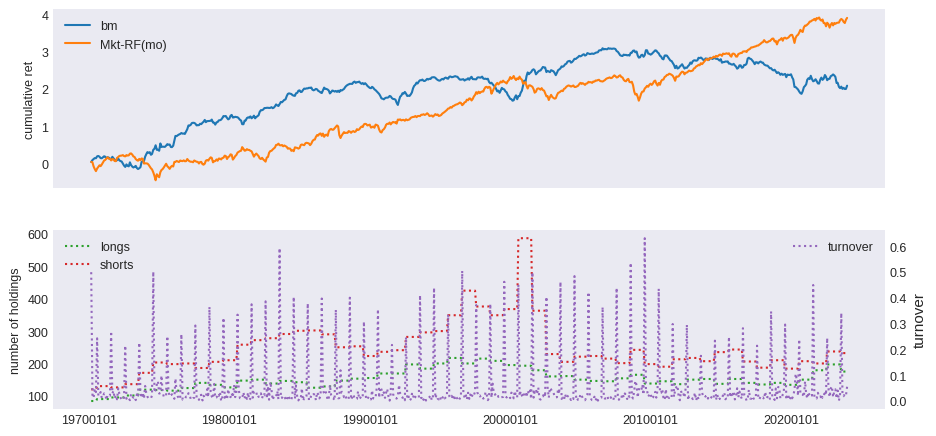 4
3
2
1
0
cumulative ret
bm
Mkt-RF(mo)
600
500
400
300
200
100
number of holdings
longs
shorts
turnover
0.6
0.5
0.4
0.3
0.2
0.1
0.0
turnover
19700101 19800101 19900101 20000101 20100101 20200101